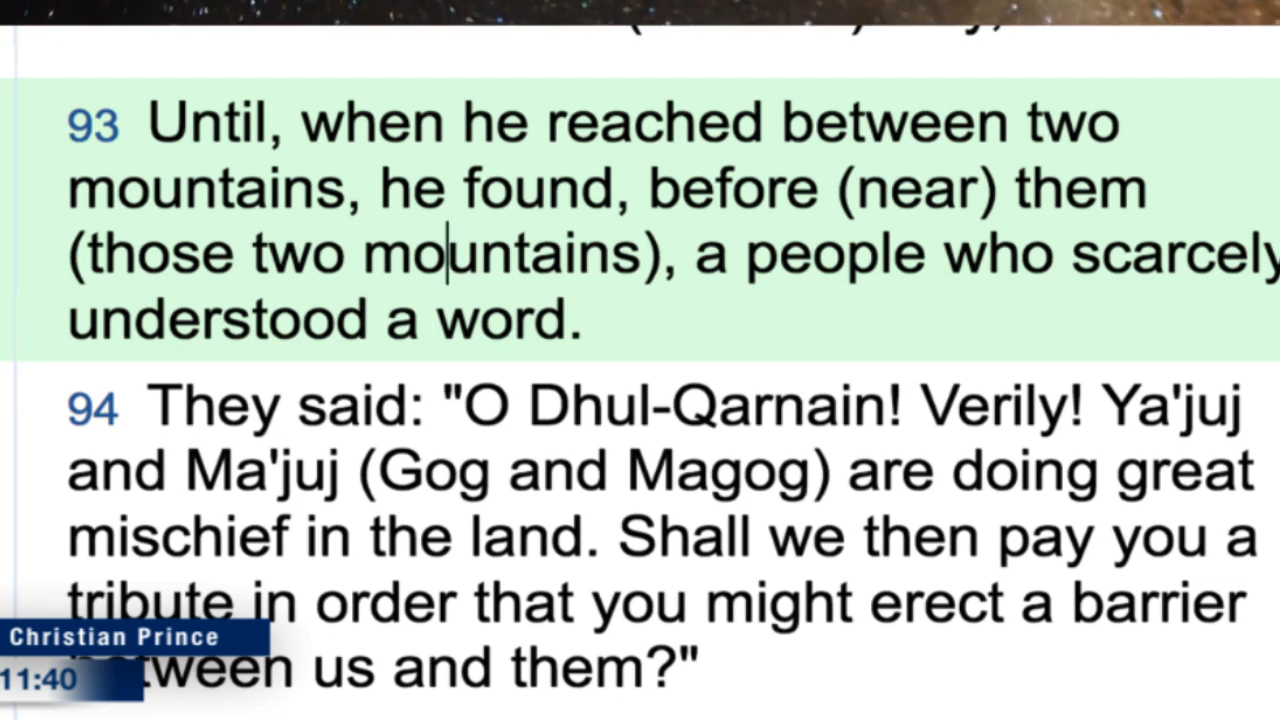 93 Until, when he reached between two
mountains, he found, before (near) them
(those two mountains), a people who scarcely
understood a word.
94 They said: "O Dhul-Qarnain! Verily! Ya'juj
and Ma'juj (Gog and Magog) are doing great
mischief in the land. Shall we then pay you a
tribute in order that you might erect a barrier
between us and them?"
Christian Prince
11:40